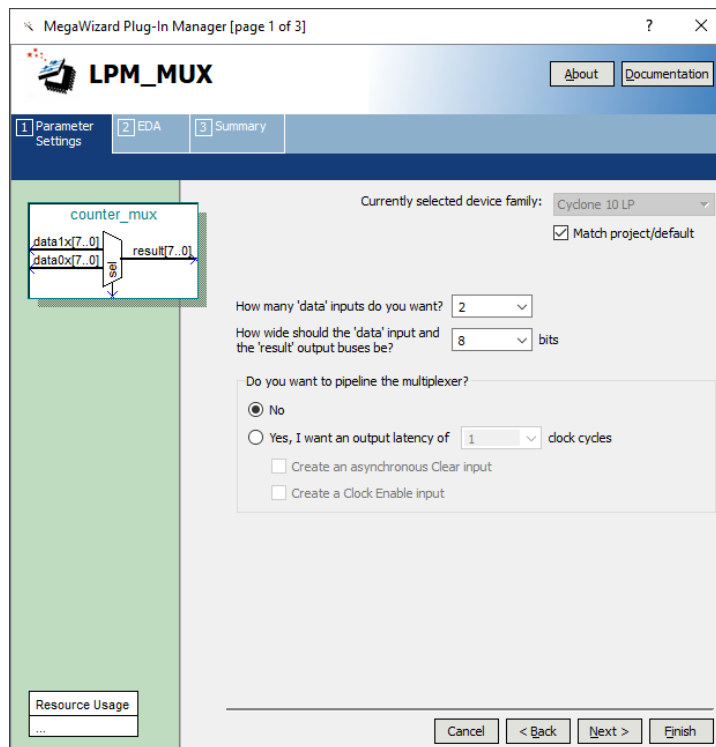 MegaWizard Plug-In Manager [page 1 of 3] ? X
LPM_MUX
About Documentation
1 Parameter Settings 2 EDA 3 Summary
counter_mux
data1x[7..0]
data0x[7..0]
result[7..0]
sel
Currently selected device family: Cyclone 10 LP
Match project/default
How many 'data' inputs do you want? 2
How wide should the 'data' input and
the 'result' output buses be? 8 bits
Do you want to pipeline the multiplexer?
No
Yes, I want an output latency of 1 clock cycles
Create an asynchronous Clear input
Create a Clock Enable input
Resource Usage
...
Cancel < Back Next > Finish